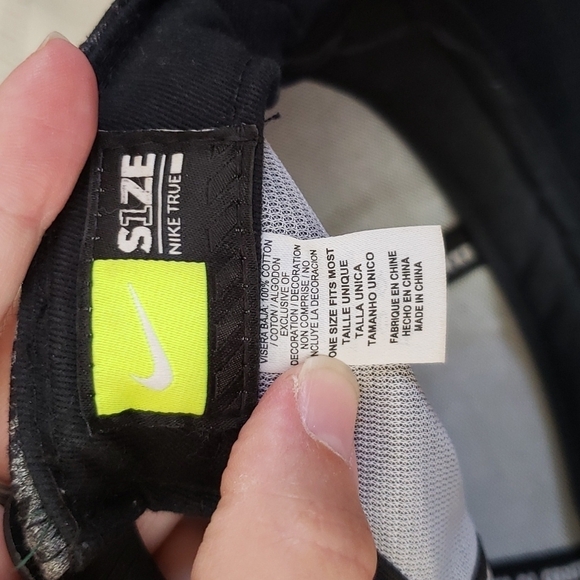 S1ZE
NIKE TRUE
VISERA BAJA: 100% COTTON
/ COTON / ALGODON
EXCLUSIVE OF
DECORATION / DECORATION
NON COMPRISE / NO
INCLUYE LA DECORACION
ONE SIZE FITS MOST
TAILLE UNIQUE
TALLA UNICA
TAMANHO UNICO
FABRIQUE EN CHINE
HECHO EN CHINA
MADE IN CHINA